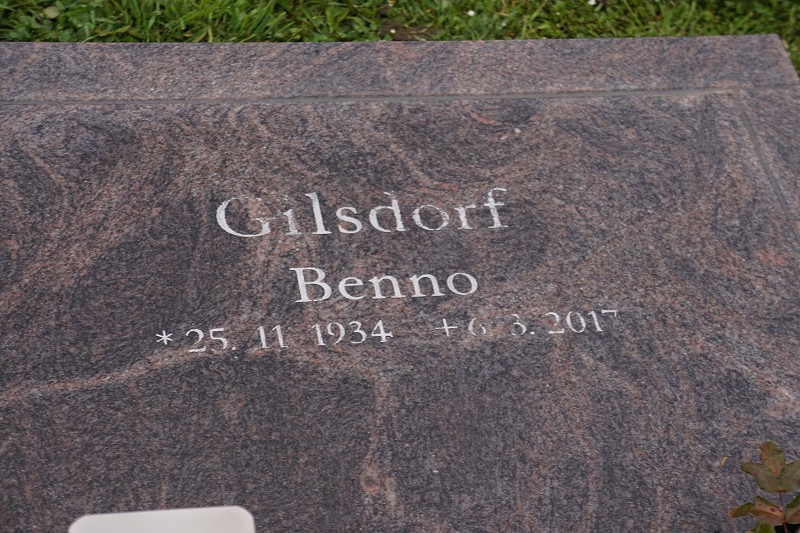 Gilsdorf
Benno
* 25. 11 1934 + 6. 3. 2017